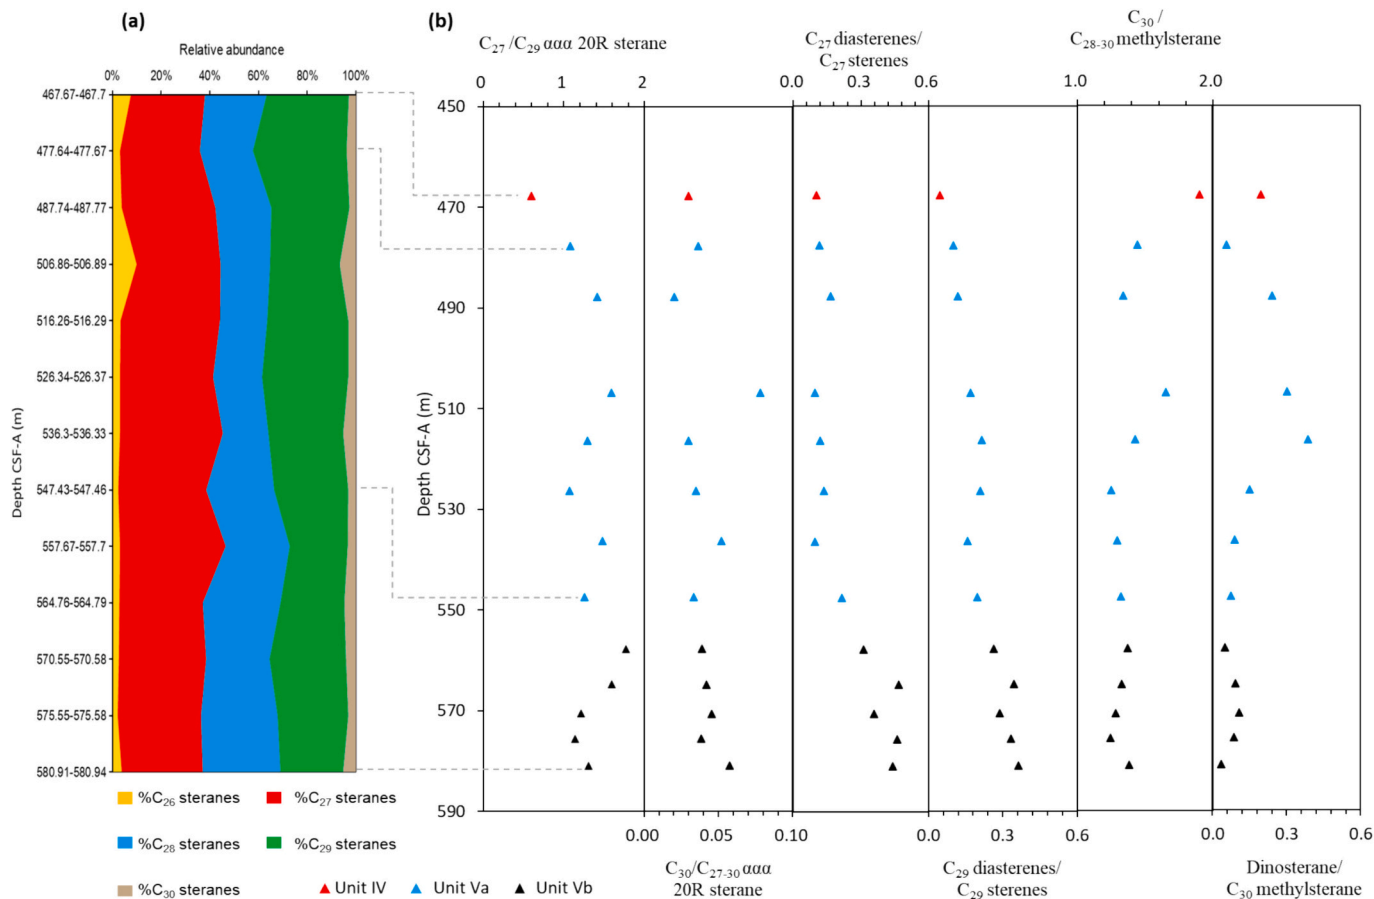 (a)
Relative abundance
0% 20% 40% 60% 80% 100%
467.67-467.7
477.64-477.67
487.74-487.77
506.86-506.89
516.26-516.29
526.34-526.37
536.3-536.33
547.43-547.46
557.67-557.7
564.76-564.79
570.55-570.58
575.55-575.58
580.91-580.94
Depth CSF-A (m)
%C26 steranes
%C27 steranes
%C28 steranes
%C29 steranes
%C30 steranes
(b)
C27 /C29 ααα 20R sterane
C27 diasterenes/
C27 sterenes
C30 /
C28-30 methylsterane
0 1 2
0.0 0.3 0.6
1.0 2.0
450
470
490
510
530
550
570
590
Depth CSF-A (m)
0.00 0.05 0.10
0.0 0.3 0.6
0.0 0.3 0.6
C30/C27-30 ααα
20R sterane
C29 diasterenes/
C29 sterenes
Dinosterane/
C30 methylsterane
Unit IV
Unit Va
Unit Vb